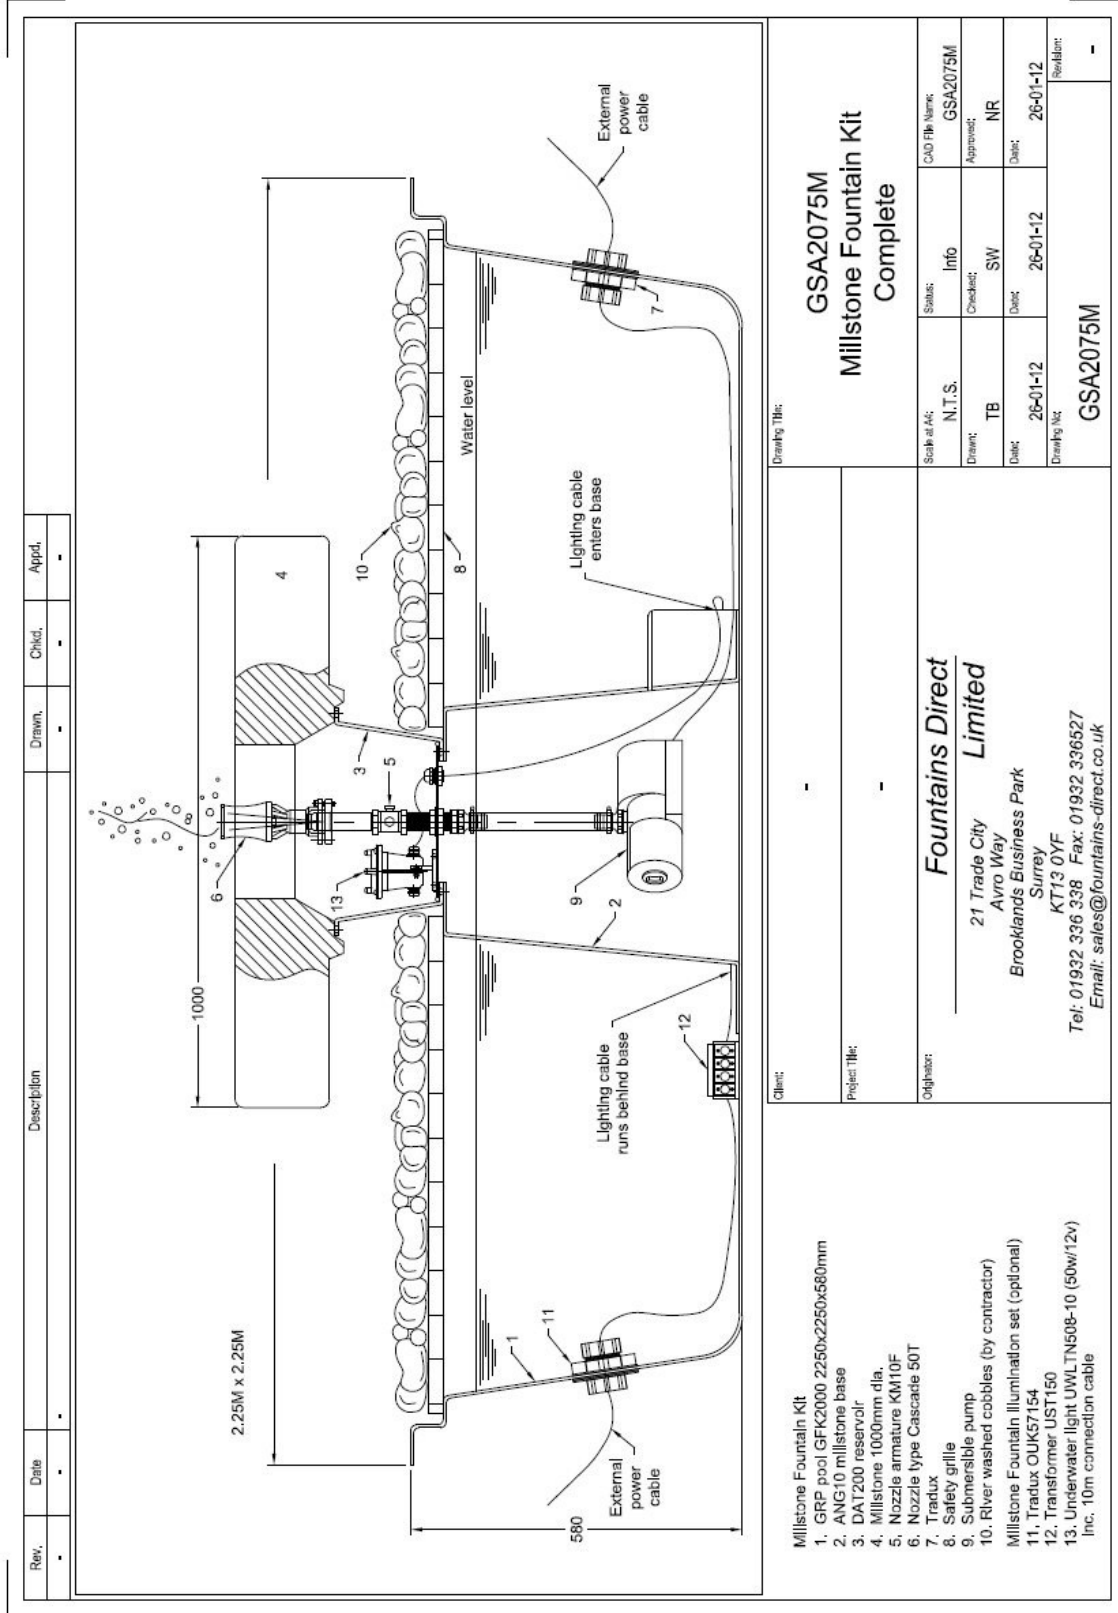 Rev.
Date
Description
Drawn.
Chkd.
Appd.
-
-
-
-
-
-
2.25M x 2.25M
1000
580
External
power
cable
External
power
cable
Water level
Lighting cable
runs behind base
Lighting cable
enters base
1
2
3
4
5
6
7
8
9
10
11
12
13
Millstone Fountain Kit
1. GRP pool GFK2000 2250x2250x580mm
2. ANG10 millstone base
3. DAT200 reservoir
4. Millstone 1000mm dia.
5. Nozzle armature KM10F
6. Nozzle type Cascade 50T
7. Tradux
8. Safety grille
9. Submersible pump
10. River washed cobbles (by contractor)
Millstone Fountain illumination set (optional)
11. Tradux OUK57154
12. Transformer UST150
13. Underwater light UWLTN508-10 (50w/12v)
Inc. 10m connection cable
Client:
-
Project Title:
-
Originator:
Fountains Direct
Limited
21 Trade City
Avro Way
Brooklands Business Park
Surrey
KT13 0YF
Tel: 01932 336 338 Fax: 01932 336527
Email: sales@fountains-direct.co.uk
Drawing Title:
GSA2075M
Millstone Fountain Kit
Complete
Scale at A4:
N.T.S.
Status:
Info
CAD File Name:
GSA2075M
Drawn:
TB
Checked:
SW
Approved:
NR
Date:
26-01-12
Date:
26-01-12
Date:
26-01-12
Drawing No:
GSA2075M
Revision:
-